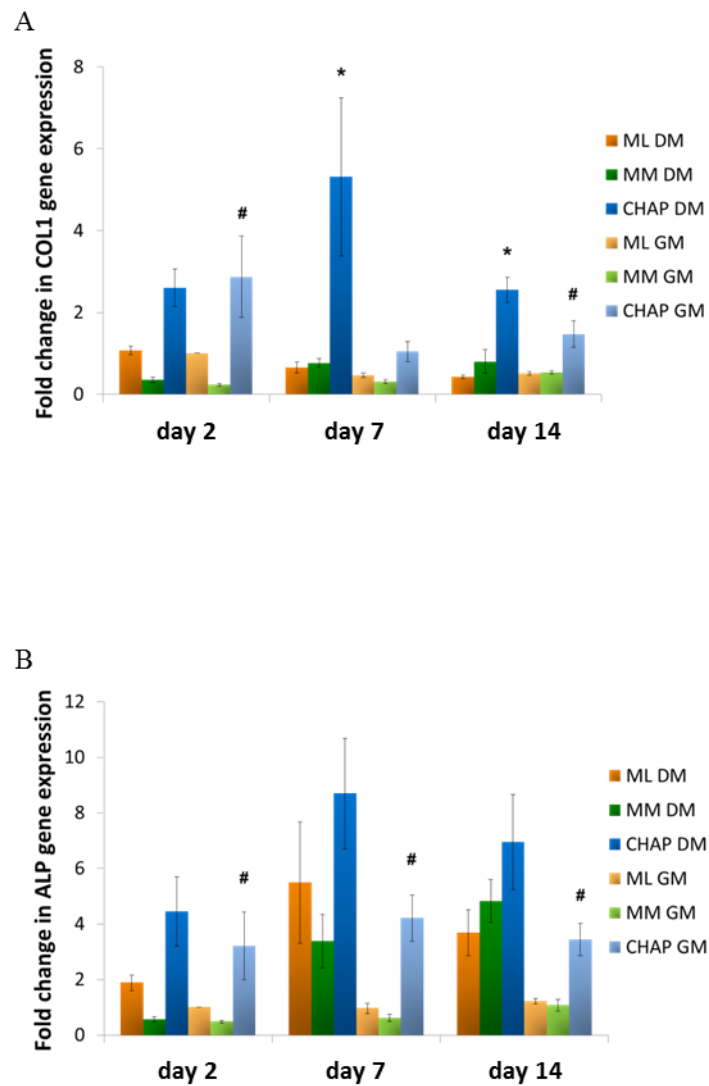 A
Fold change in COL1 gene expression
8
6
4
2
0
*
#
*
#
day 2
day 7
day 14
ML DM
MM DM
CHAP DM
ML GM
MM GM
CHAP GM
B
Fold change in ALP gene expression
12
10
8
6
4
2
0
#
#
#
day 2
day 7
day 14
ML DM
MM DM
CHAP DM
ML GM
MM GM
CHAP GM